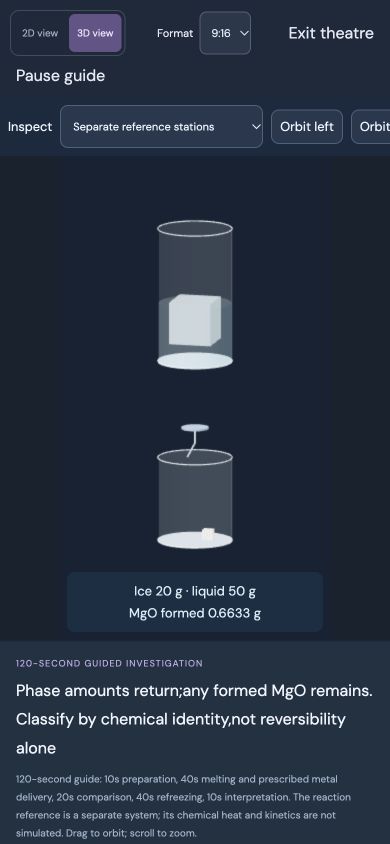 2D view 3D view Format 9:16 Exit theatre
Pause guide
Inspect Separate reference stations Orbit left Orbit
Ice 20 g · liquid 50 g
MgO formed 0.6633 g
120-SECOND GUIDED INVESTIGATION
Phase amounts return;any formed MgO remains.
Classify by chemical identity,not reversibility
alone
120-second guide: 10s preparation, 40s melting and prescribed metal
delivery, 20s comparison, 40s refreezing, 10s interpretation. The reaction
reference is a separate system; its chemical heat and kinetics are not
simulated. Drag to orbit; scroll to zoom.